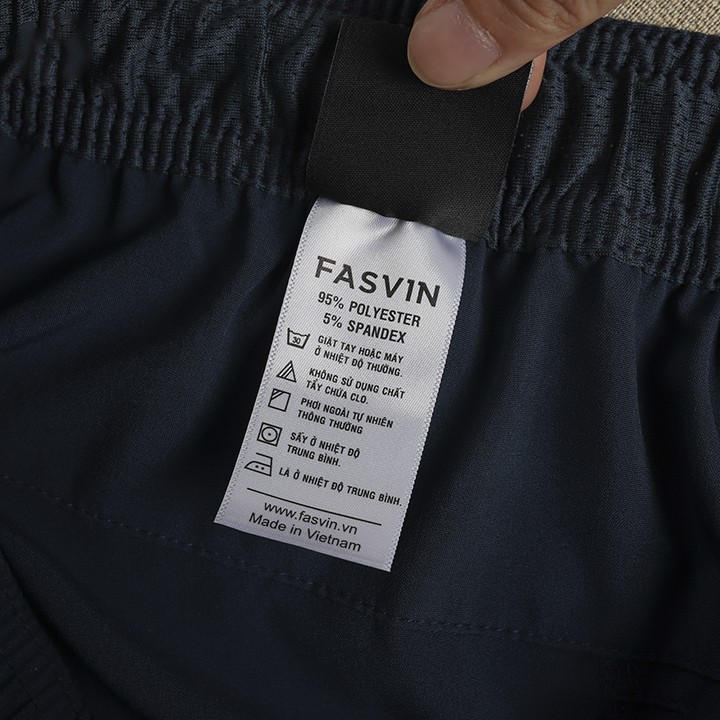 FASVIN
95% POLYESTER
5% SPANDEX
30
GIẶT TAY HOẶC MÁY
Ở NHIỆT ĐỘ THƯỜNG.
KHÔNG SỬ DỤNG CHẤT
TẨY CHỨA CLO.
PHƠI NGOÀI TỰ NHIÊN
THÔNG THƯỜNG
SẤY Ở NHIỆT ĐỘ
TRUNG BÌNH.
LÀ Ở NHIỆT ĐỘ TRUNG BÌNH.
www.fasvin.vn
Made in Vietnam